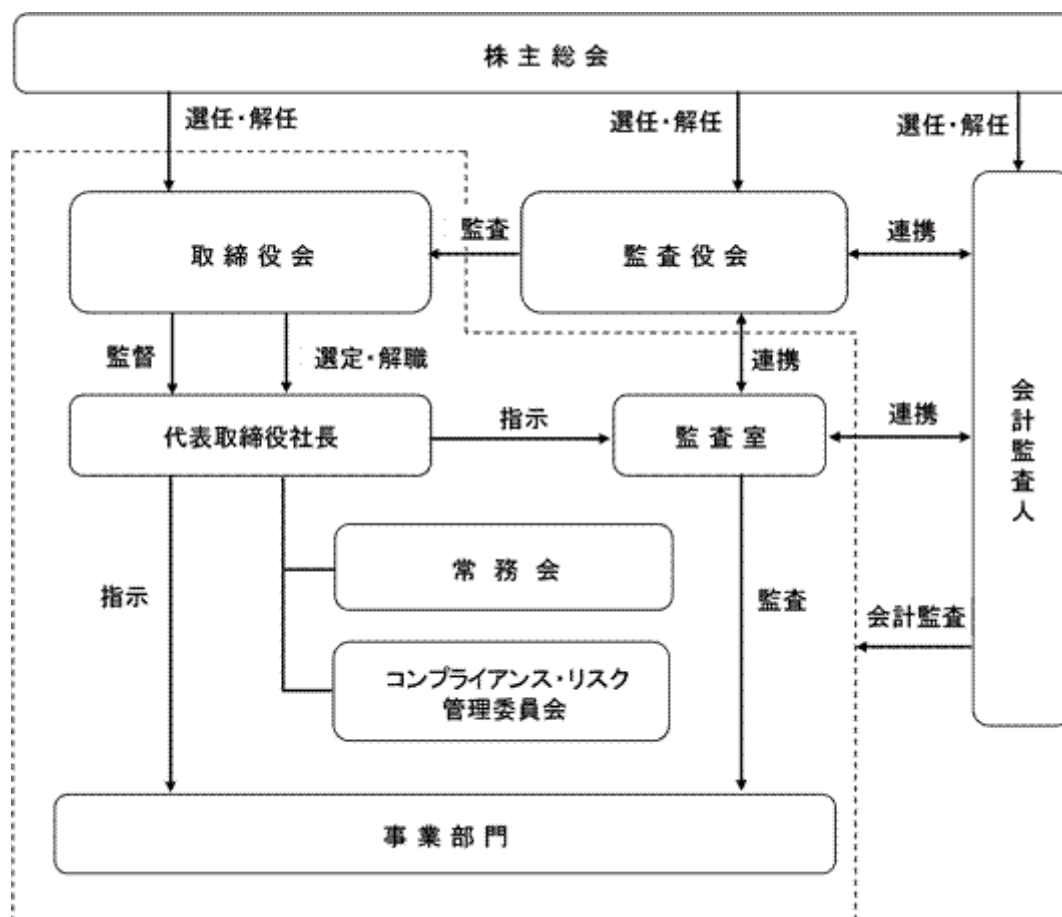 株主総会
選任・解任
選任・解任
選任・解任
取締役会
監査
監査役会
連携
監督
選定・解職
連携
代表取締役社長
指示
監査室
連携
会計監査人
常務会
指示
監査
会計監査
コンプライアンス・リスク
管理委員会
事業部門